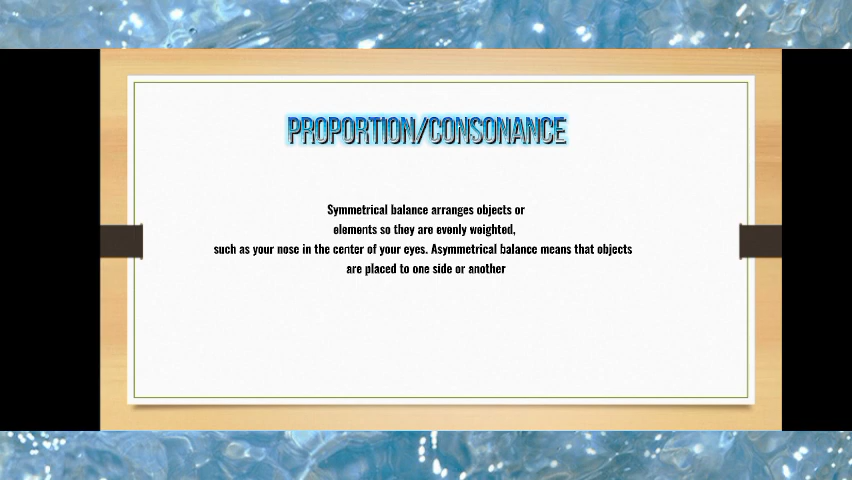 PROPORTION/CONSONANCE
Symmetrical balance arranges objects or
elements so they are evenly weighted,
such as your nose in the center of your eyes. Asymmetrical balance means that objects
are placed to one side or another